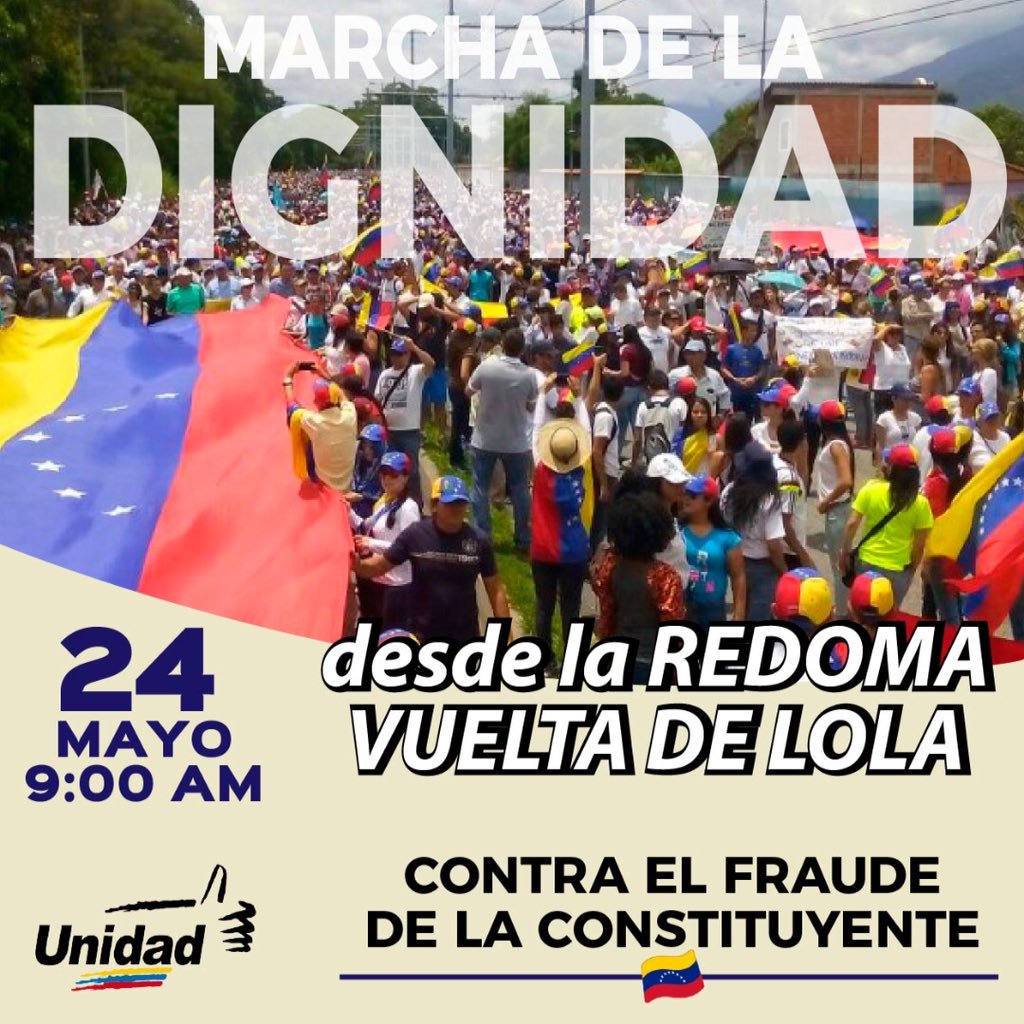 MARCHA DE LA
DIGNIDAD
24
MAYO
9:00 AM
desde la REDOMA
VUELTA DE LOLA
Unidad
CONTRA EL FRAUDE
DE LA CONSTITUYENTE